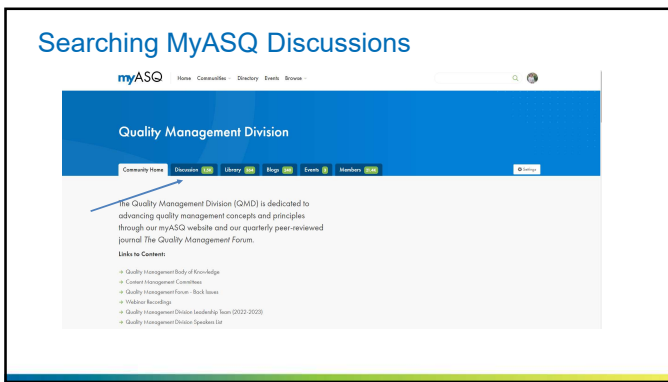 Searching MyASQ Discussions
myASQ Home Communities Directory Events Browse
Quality Management Division
Community Home Discussion Library Blogs Events Members Settings
The Quality Management Division (QMD) is dedicated to
advancing quality management concepts and principles
through our myASQ website and our quarterly peer-reviewed
journal The Quality Management Forum.
Links to Content:
→ Quality Management Body of Knowledge
→ Content Management Committees
→ Quality Management Forum - Back Issues
→ Webinar Recordings
→ Quality Management Division Leadership Team (2022-2023)
→ Quality Management Division Speakers List